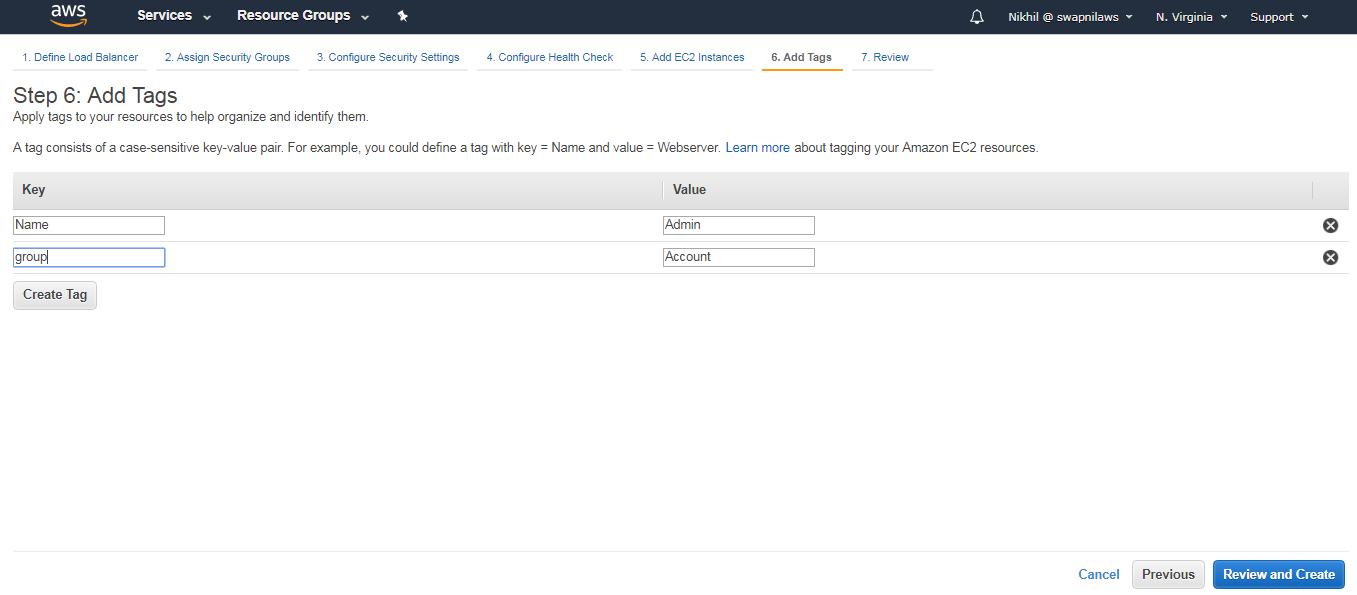 aws Services Resource Groups Nikhil @ swapnilaws N. Virginia Support
1. Define Load Balancer 2. Assign Security Groups 3. Configure Security Settings 4. Configure Health Check 5. Add EC2 Instances 6. Add Tags 7. Review
Step 6: Add Tags
Apply tags to your resources to help organize and identify them.
A tag consists of a case-sensitive key-value pair. For example, you could define a tag with key = Name and value = Webserver. Learn more about tagging your Amazon EC2 resources.
Key Value
Name Admin
group Account
Create Tag
Cancel Previous Review and Create